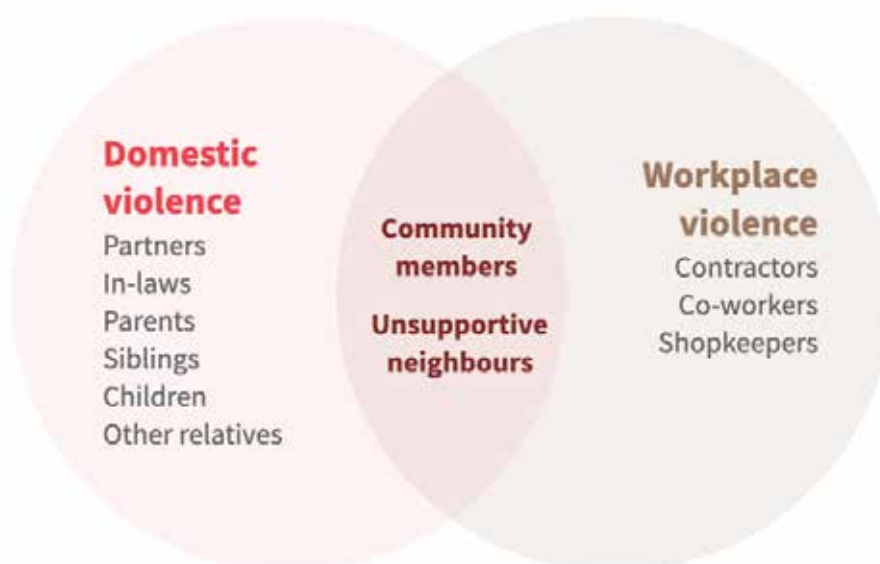 Domestic
violence
Partners
In-laws
Parents
Siblings
Children
Other relatives
Community
members
Unsupportive
neighbours
Workplace
violence
Contractors
Co-workers
Shopkeepers